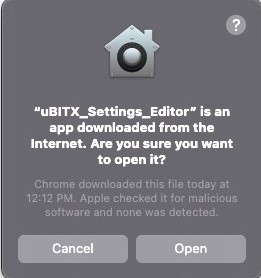 ?
“uBITX_Settings_Editor” is an
app downloaded from the
Internet. Are you sure you want
to open it?
Chrome downloaded this file today at
12:12 PM. Apple checked it for malicious
software and none was detected.
Cancel
Open